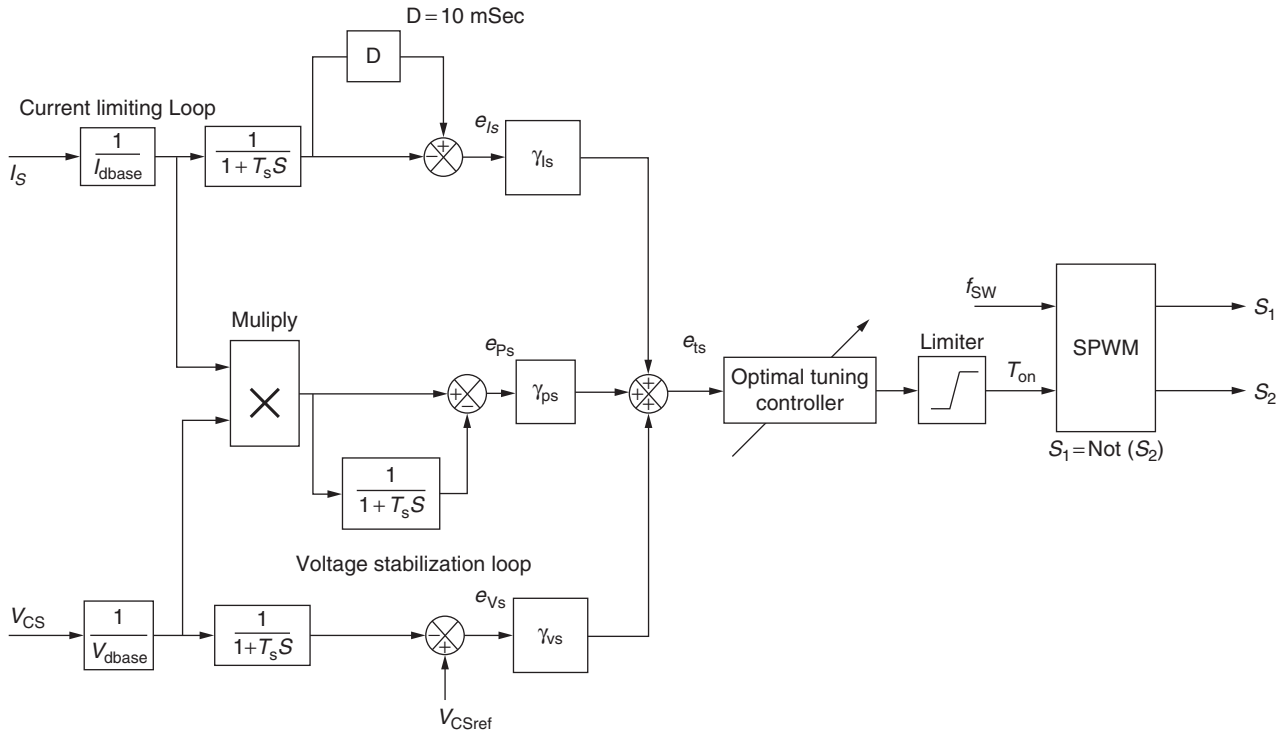 D = 10 mSec
D
Current limiting Loop
I_S
1
I_dbase
1
1 + T_sS
+
−
e_Is
γ_Is
Muliply
×
e_Ps
+
−
γ_ps
1
1 + T_sS
+
+
+
e_ts
Optimal tuning
controller
Limiter
f_SW
T_on
SPWM
S_1
S_2
S_1 = Not (S_2)
Voltage stabilization loop
V_CS
1
V_dbase
1
1+T_sS
−
+
e_Vs
γ_vs
V_CSref